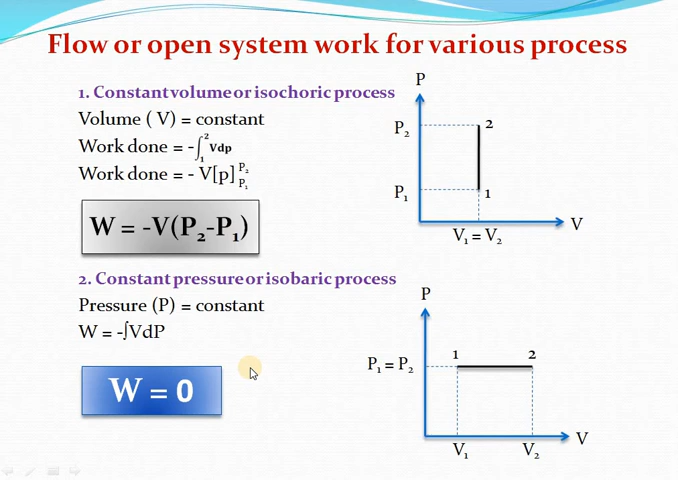 Flow or open system work for various process
1. Constant volume or isochoric process
Volume ( V) = constant
Work done = -∫₁² Vdp
Work done = - V[p] P₂ P₁
W = -V(P₂-P₁)
P
P₂
2
P₁
1
V
V₁ = V₂
2. Constant pressure or isobaric process
Pressure (P) = constant
W = -∫VdP
W = 0
P
P₁ = P₂
1
2
V
V₁
V₂